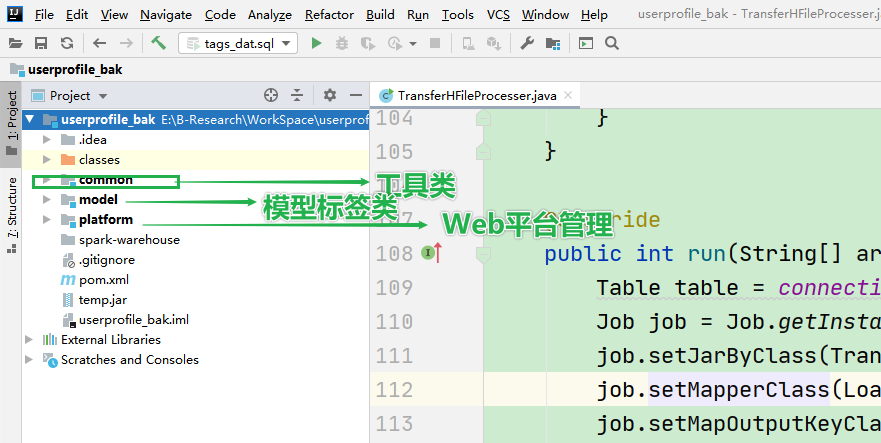 File Edit View Navigate Code Analyze Refactor Build Run Tools VCS Window Help userprofile_bak - TransferHFileProcesser.j
tags_dat.sql
userprofile_bak
1: Project
Project
TransferHFileProcesser.java
userprofile_bak E:\B-Research\WorkSpace\userprof
104 }
.idea
105 }
classes
common
工具类
model
模型标签类
platform
Web平台管理
ride
7: Structure
spark-warehouse
.gitignore
108 public int run(String[] ar
pom.xml
109 Table table = connecti
temp.jar
110 Job job = Job.getInsta
userprofile_bak.iml
External Libraries
111 job.setJarByClass(Tran
Scratches and Consoles
112 job.setMapperClass(Loa
113 job.setMapOutputKeyCla